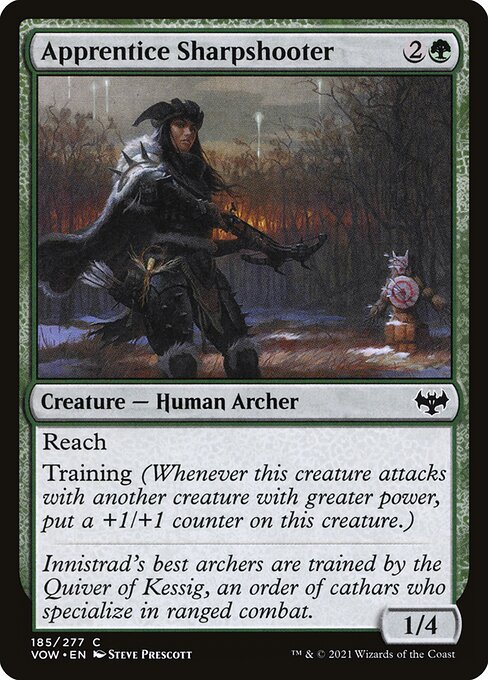 Apprentice Sharpshooter 2
Creature — Human Archer
Reach
Training (Whenever this creature attacks
with another creature with greater power,
put a +1/+1 counter on this creature.)
Innistrad's best archers are trained by the
Quiver of Kessig, an order of cathars who
specialize in ranged combat.
1/4
185/277 C
VOW • EN Steve Prescott ™ & © 2021 Wizards of the Coast